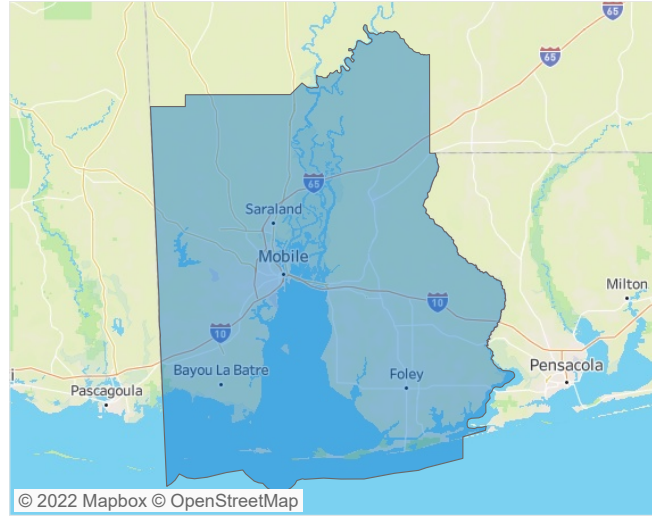 65
65
65
Saraland
Mobile
10
Milton
10
Pensacola
Bayou La Batre
Foley
i
Pascagoula
© 2022 Mapbox © OpenStreetMap